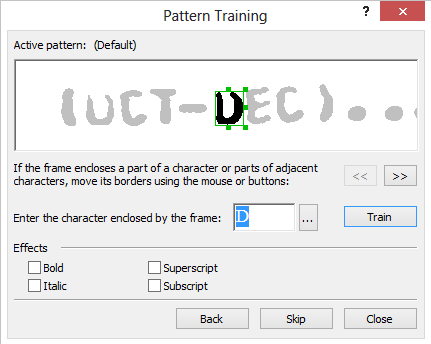 Pattern Training
?
Active pattern: (Default)
(UCT-DEC)...
If the frame encloses a part of a character or parts of adjacent
characters, move its borders using the mouse or buttons:
<< >>
Enter the character enclosed by the frame: D ... Train
Effects
Bold Superscript
Italic Subscript
Back Skip Close